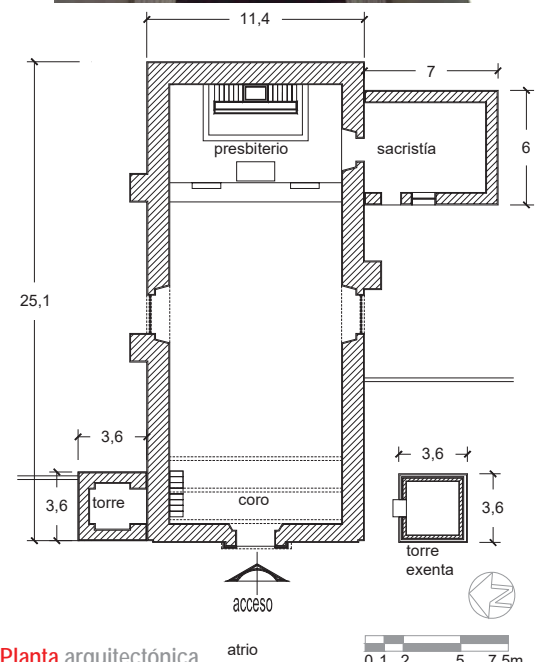 11,4
7
presbiterio
sacristía
6
25,1
3,6
3,6
torre
coro
3,6
3,6
torre
exenta
acceso
N
Planta arquitectónica
atrio
0 1 2 5 7,5m